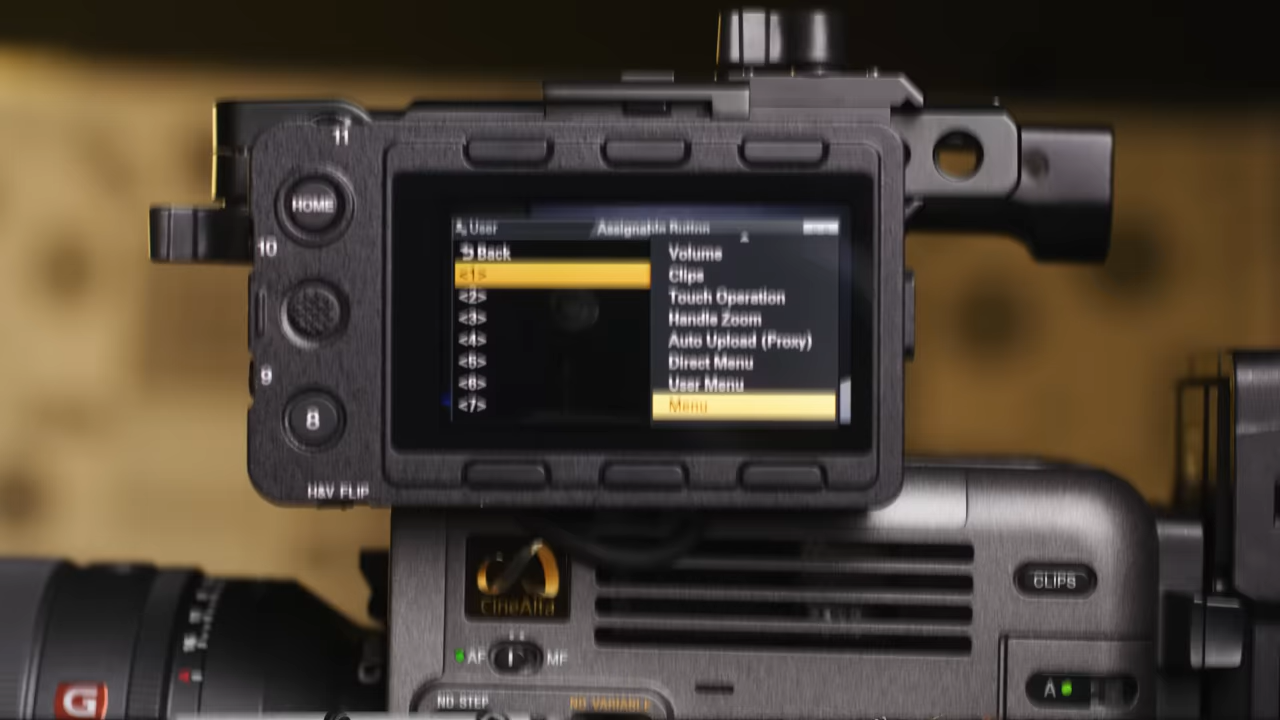 11
HOME
10
9
8
H&V FLIP
User
Assignable Button
Back
<1>
<2>
<3>
<4>
<5>
<6>
<7>
Volume
Clips
Touch Operation
Handle Zoom
Auto Upload (Proxy)
Direct Menu
User Menu
Menu
CineAlta
CLIPS
AF
MF
A
ND STEP
ND VARIABLE
G